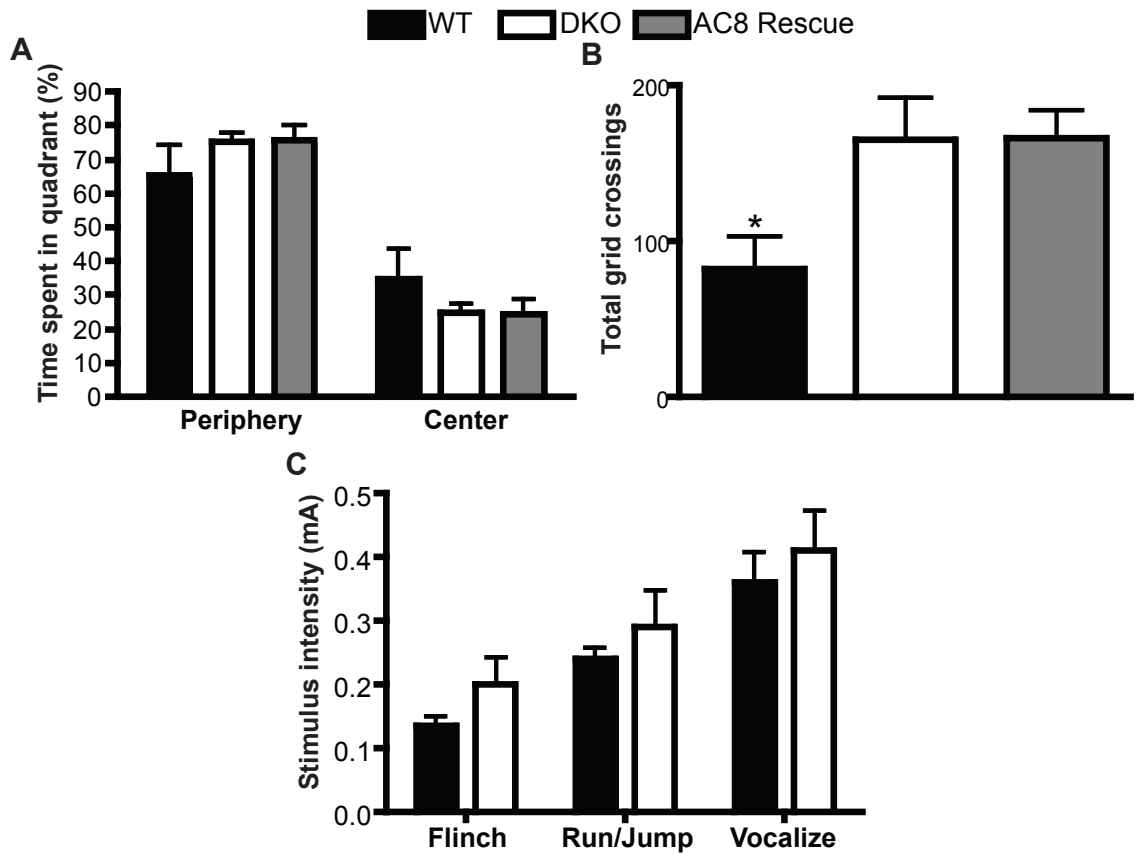 WT DKO AC8 Rescue
A
Time spent in quadrant (%)
90
80
70
60
50
40
30
20
10
0
Periphery Center
B
Total grid crossings
200
100
0
*
C
Stimulus intensity (mA)
0.5
0.4
0.3
0.2
0.1
0.0
Flinch Run/Jump Vocalize